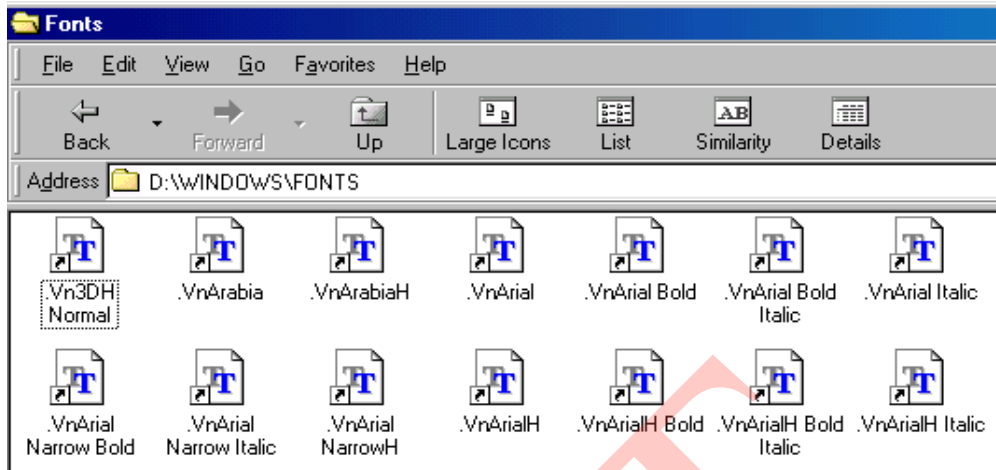 Fonts
File Edit View Go Favorites Help
Back Forward Up Large Icons List Similarity Details
Address D:\WINDOWS\FONTS
.Vn3DH Normal .VnArabia .VnArabiaH .VnArial .VnArial Bold .VnArial Bold Italic .VnArial Italic
.VnArial Narrow Bold .VnArial Narrow Italic .VnArial NarrowH .VnArialH .VnArialH Bold .VnArialH Bold Italic .VnArialH Italic